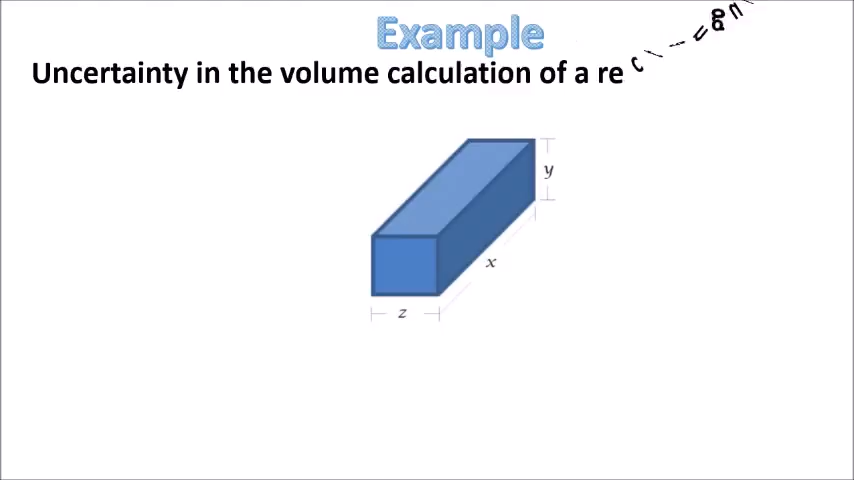 Example
Uncertainty in the volume calculation of a re
y
x
z